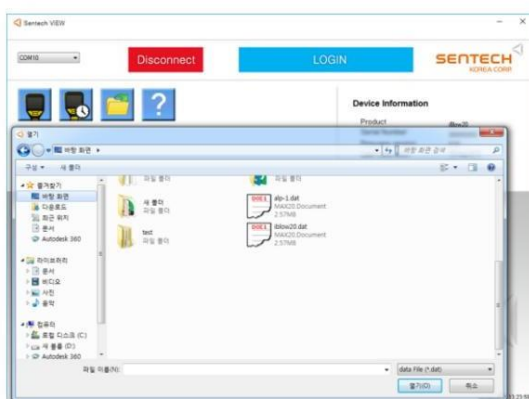 Sentech VIEW
COM10
Disconnect
LOGIN
SENTECH
KOREA CORP
Device Information
Product
iBlow20
열기
바탕 화면
바탕 화면 검색
구성
새 폴더
즐겨찾기
바탕 화면
다운로드
최근 위치
문서
Autodesk 360
라이브러리
문서
비디오
사진
음악
컴퓨터
로컬 디스크 (C)
새 볼륨 (D)
Autodesk 360
파일 폴더
파일 폴더
새 폴더
파일 폴더
alp-1.dat
MAX20.Document
2.57MB
test
파일 폴더
iblow20.dat
MAX20.Document
2.57MB
파일 이름(N):
data File (*.dat)
열기(O)
취소